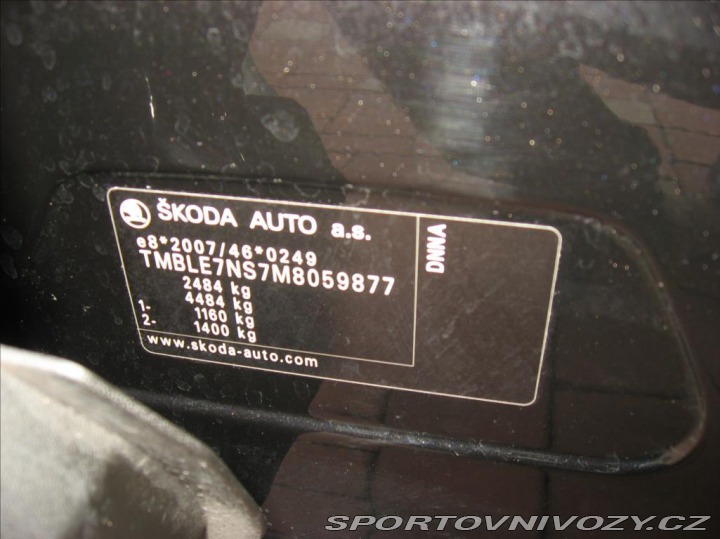 ŠKODA AUTO a.s.
e8*2007/46*0249
TMBLE7NS7M8059877
2484 kg
4484 kg
1- 1160 kg
2- 1400 kg
www.skoda-auto.com
DNNA
SPORTOVNIVOZY.CZ